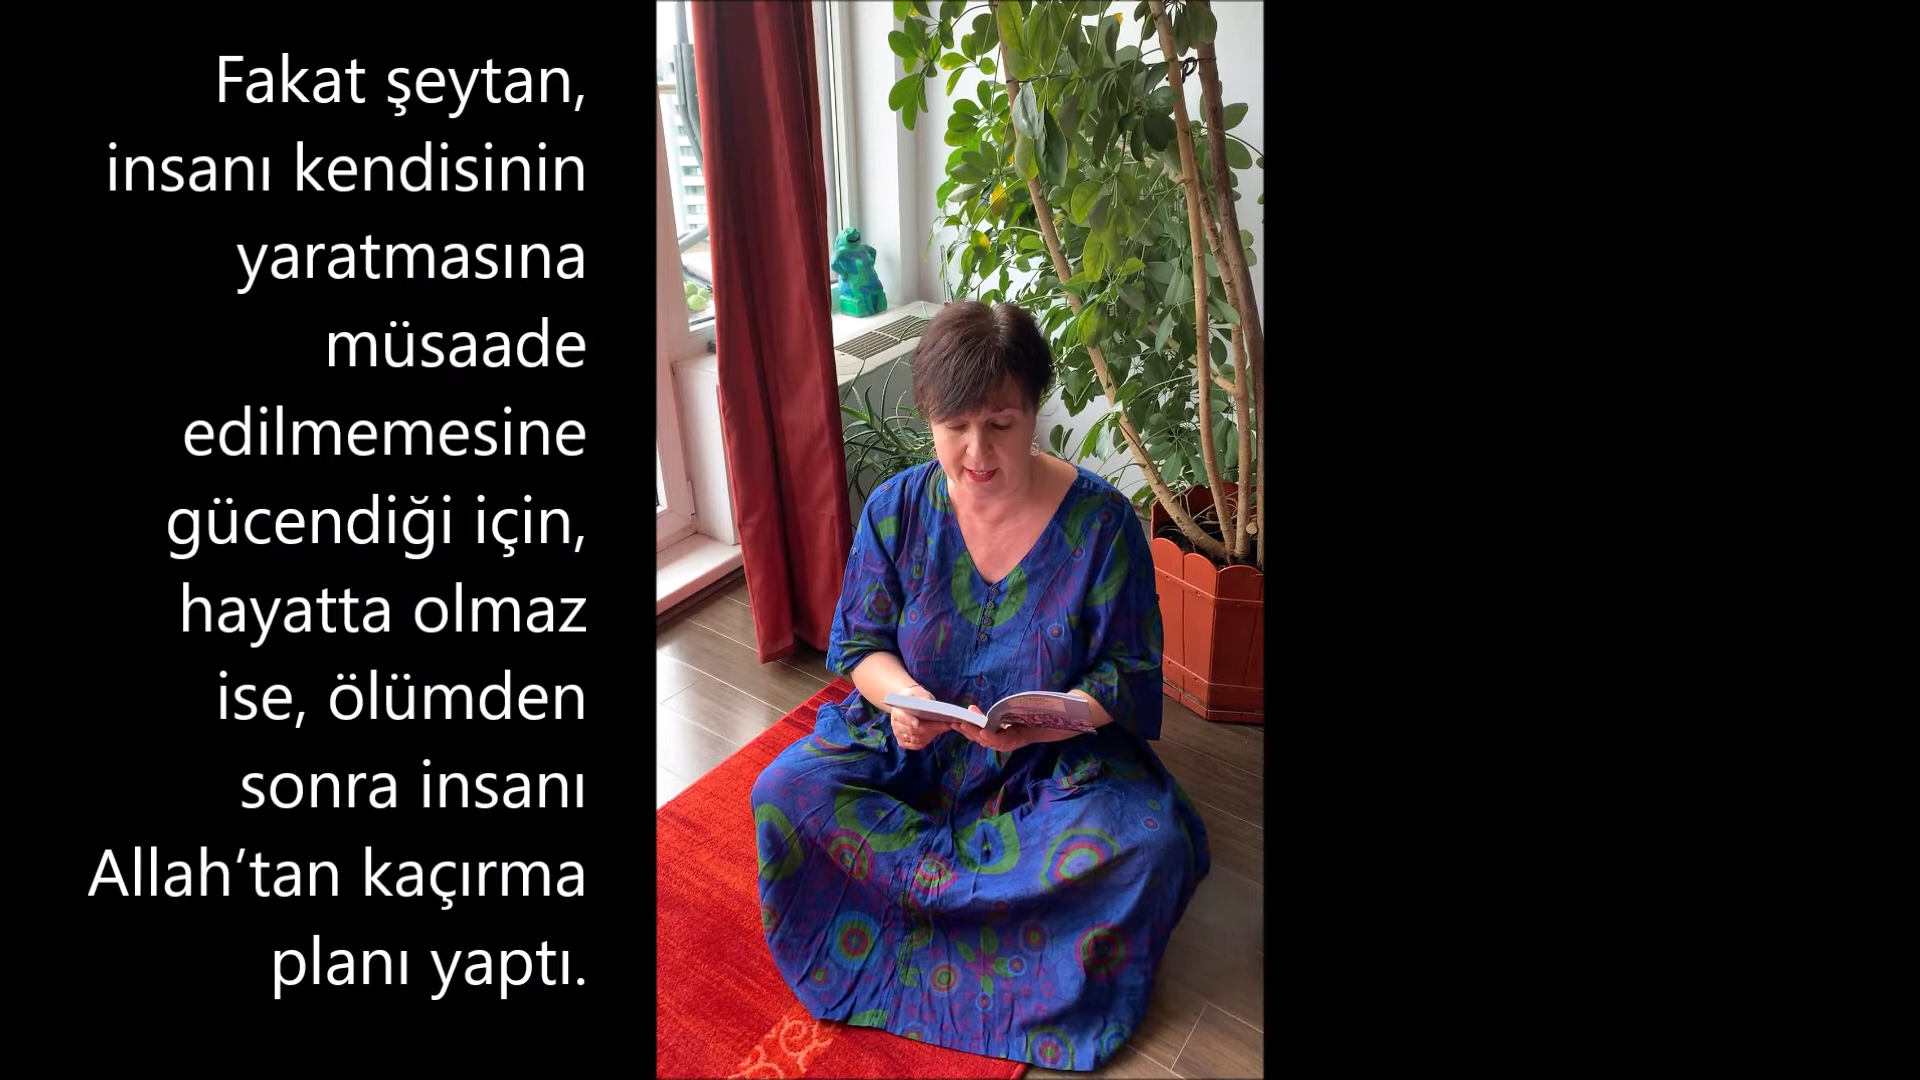 Fakat şeytan,
insanı kendisinin
yaratmasına
müsaade
edilmemesine
gücendiği için,
hayatta olmaz
ise, ölümden
sonra insanı
Allah’tan kaçırma
planı yaptı.